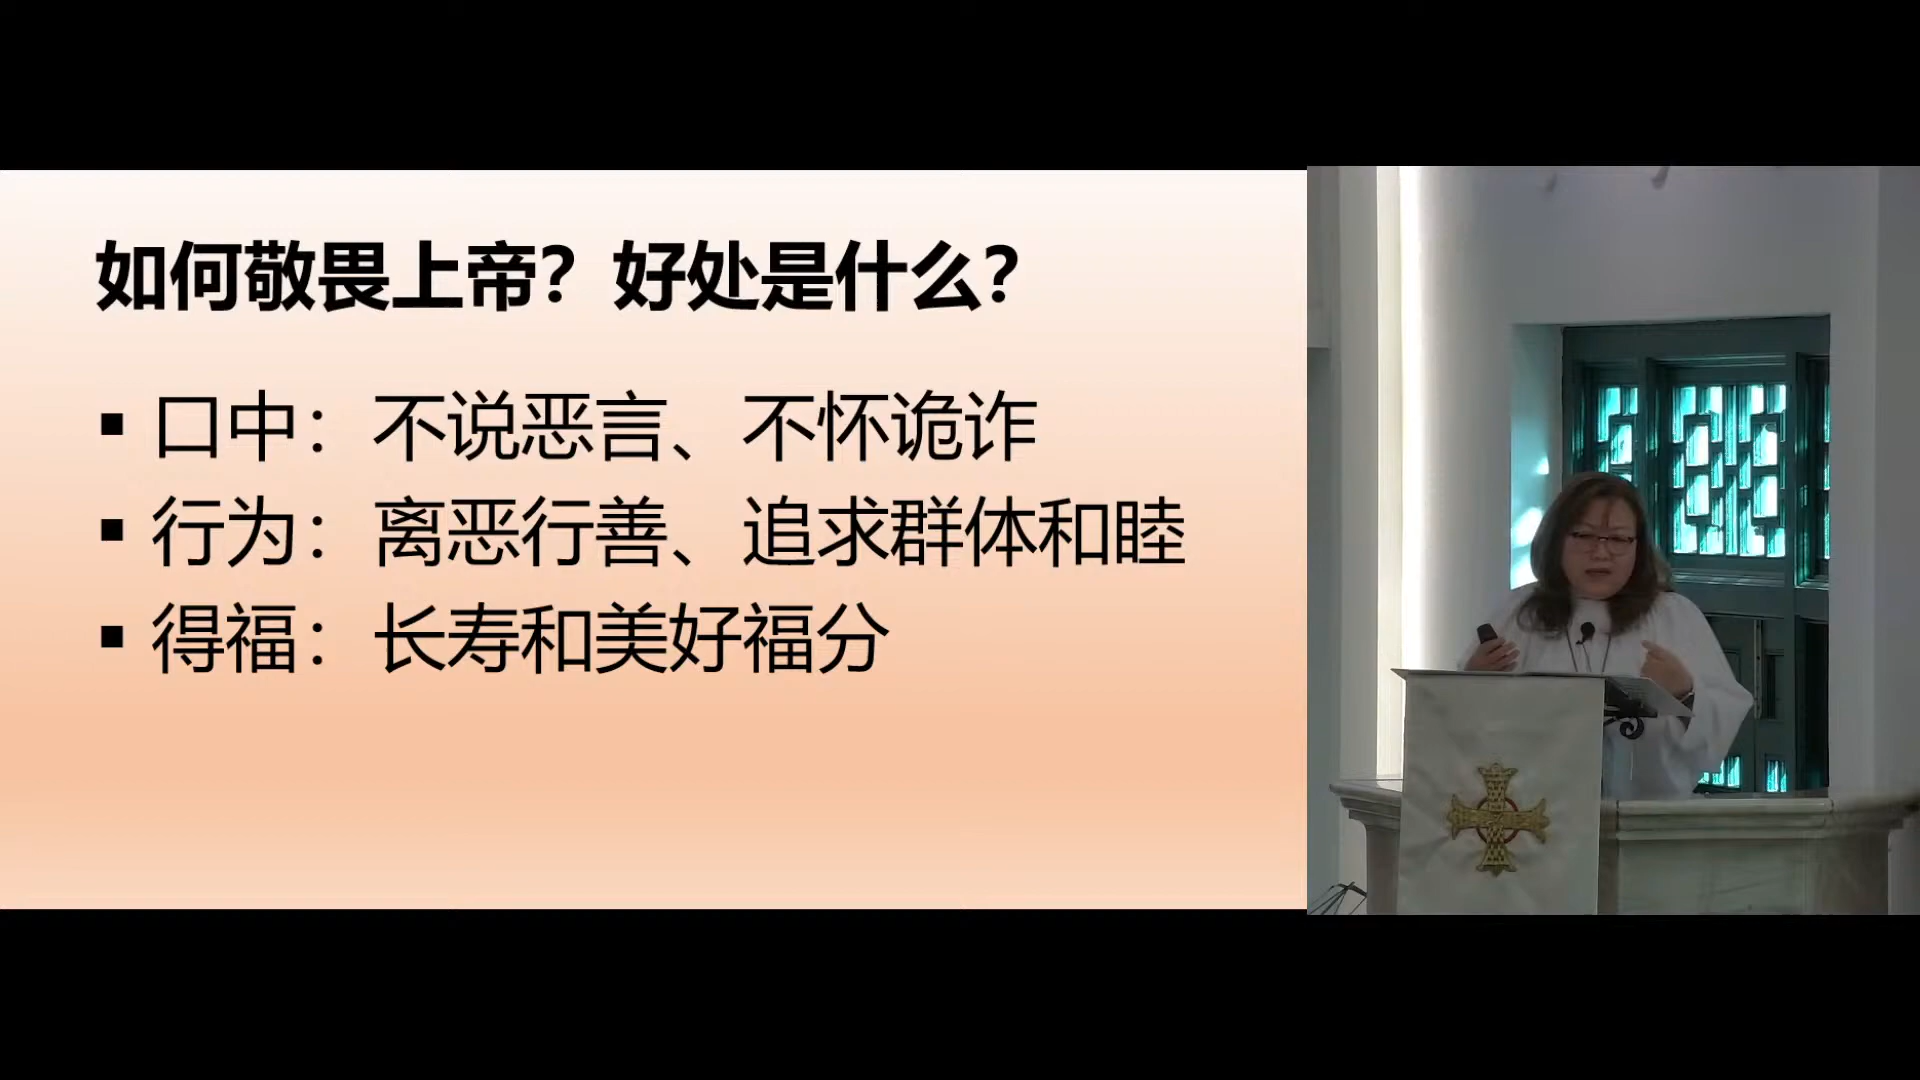 如何敬畏上帝？好处是什么？
▪ 口中：不说恶言、不怀诡诈
▪ 行为：离恶行善、追求群体和睦
▪ 得福：长寿和美好福分